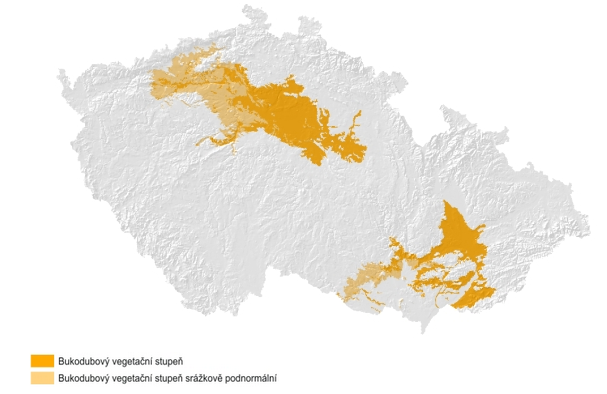 Bukodubový vegetační stupeň
Bukodubový vegetační stupeň srážkově podnormální